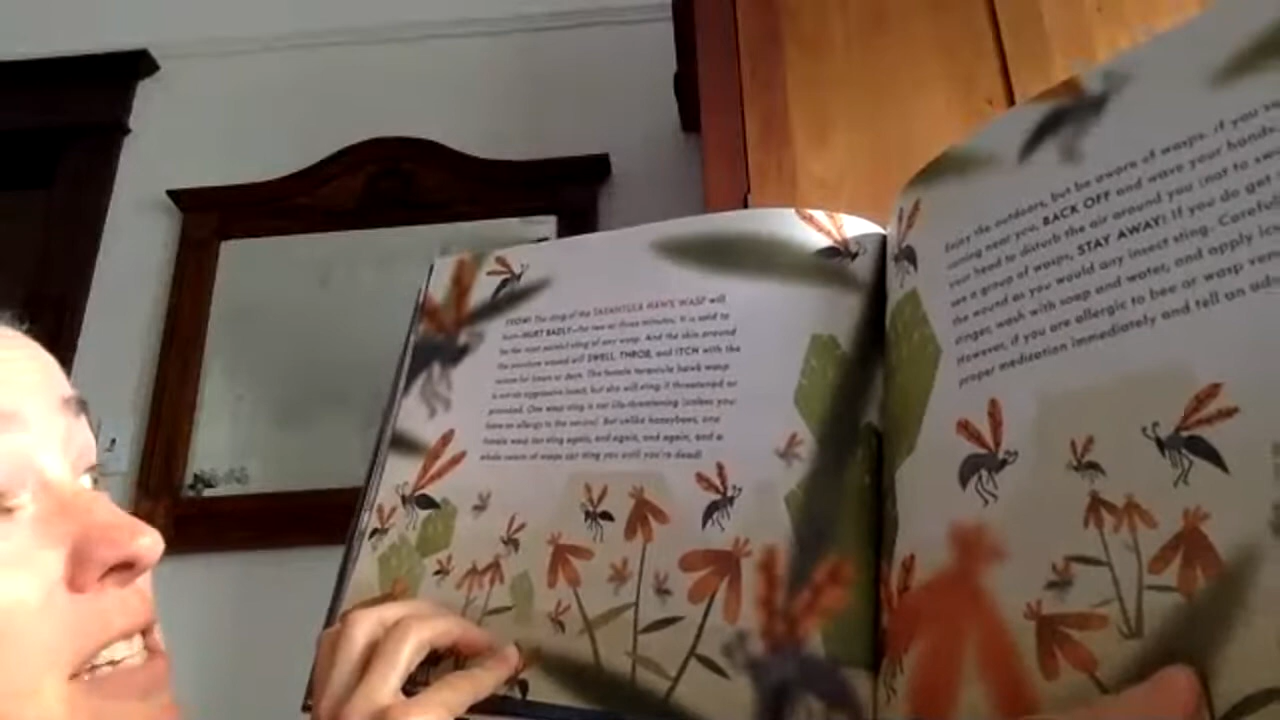 YEOW! The sting of the TARANTULA HAWK WASP will
burn—HURT BADLY—for two or three minutes. It is said to
be the most painful sting of any wasp. And the skin around
the puncture wound will SWELL, THROB, and ITCH with the
venom for hours or days. The female tarantula hawk wasp
is not an aggressive insect, but she will sting if threatened or
provoked. One wasp sting is not life-threatening (unless you
have an allergy to the venom). But unlike honeybees, one
female wasp can sting again, and again, and again, and a
whole swarm of wasps can sting you until you're dead!
Enjoy the outdoors, but be aware of wasps. If you
coming near you, BACK OFF and wave your hands
your head to disturb the air around you (not to
see a group of wasps, STAY AWAY! If you do get
the wound as you would any insect sting. Carefully
stinger, wash with soap and water, and apply ice
However, if you are allergic to bee or wasp
proper medication immediately and tell an